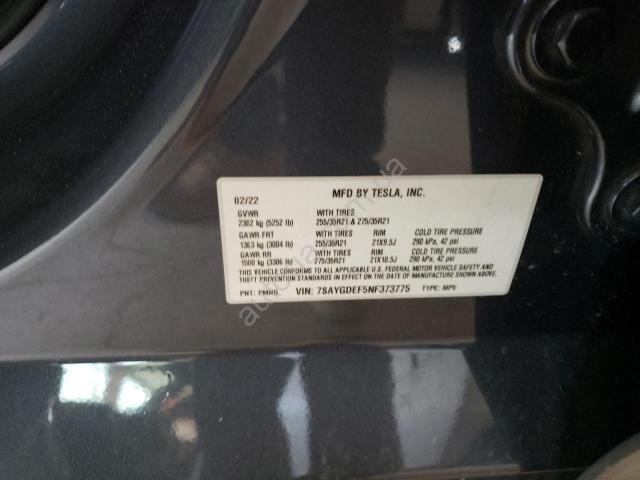 02/22 MFD BY TESLA, INC.
GVWR WITH TIRES
2382 kg (5252 lb) 255/35R21 & 275/35R21
GAWR FRT WITH TIRES RIM COLD TIRE PRESSURE
1363 kg (3004 lb) 255/35R21 21X9.5J 290 kPa, 42 psi
GAWR RR WITH TIRES RIM COLD TIRE PRESSURE
1500 kg (3306 lb) 275/35R21 21X10.5J 290 kPa, 42 psi
THIS VEHICLE CONFORMS TO ALL APPLICABLE U.S. FEDERAL MOTOR VEHICLE SAFETY AND
THEFT PREVENTION STANDARDS IN EFFECT ON THE DATE OF MANUFACTURE SHOWN ABOVE
PNT: PMNG VIN: 7SAYGDEF5NF373775 TYPE: MPV